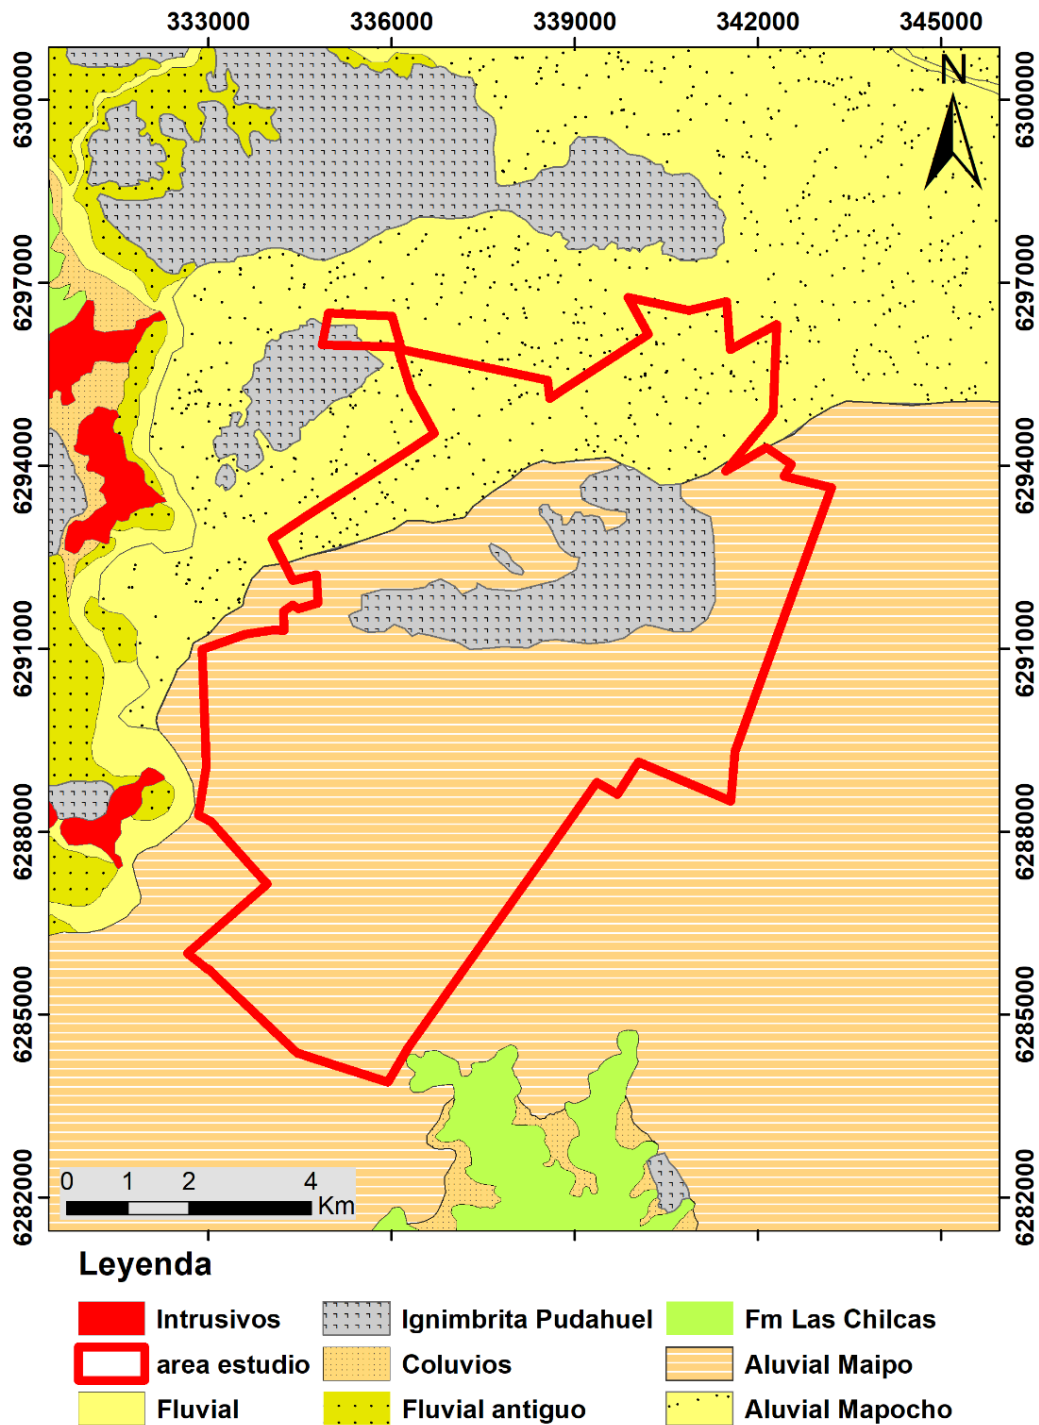 333000 336000 339000 342000 345000
N
6300000 6300000
6297000 6297000
6294000 6294000
6291000 6291000
6288000 6288000
6285000 6285000
6282000 6282000
0 1 2 4
Km
Leyenda
Intrusivos Ignimbrita Pudahuel Fm Las Chilcas
area estudio Coluvios Aluvial Maipo
Fluvial Fluvial antiguo Aluvial Mapocho